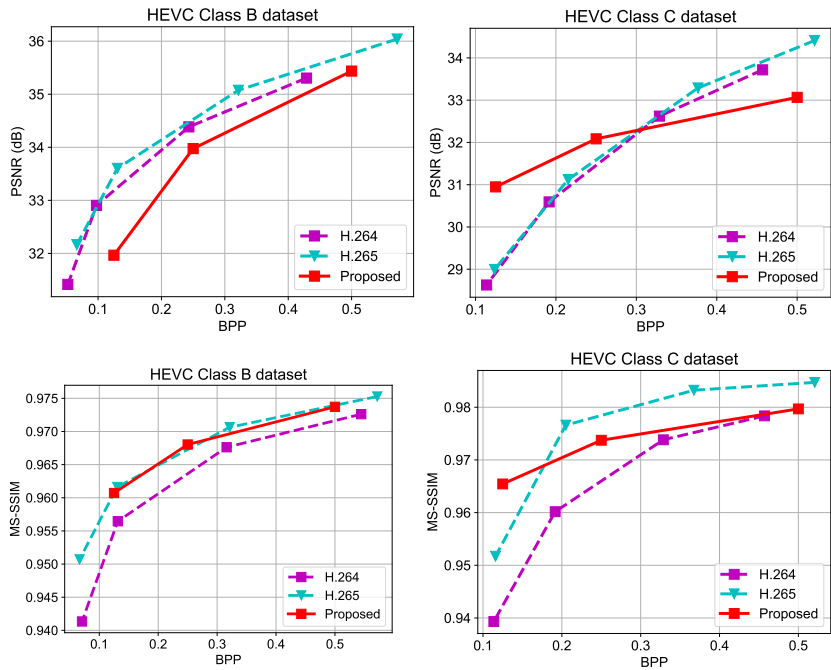 HEVC Class B dataset
PSNR (dB)
36
35
34
33
32
0.1 0.2 0.3 0.4 0.5
BPP
H.264
H.265
Proposed
HEVC Class C dataset
PSNR (dB)
34
33
32
31
30
29
0.1 0.2 0.3 0.4 0.5
BPP
H.264
H.265
Proposed
HEVC Class B dataset
MS-SSIM
0.975
0.970
0.965
0.960
0.955
0.950
0.945
0.940
0.1 0.2 0.3 0.4 0.5
BPP
H.264
H.265
Proposed
HEVC Class C dataset
MS-SSIM
0.98
0.97
0.96
0.95
0.94
0.1 0.2 0.3 0.4 0.5
BPP
H.264
H.265
Proposed